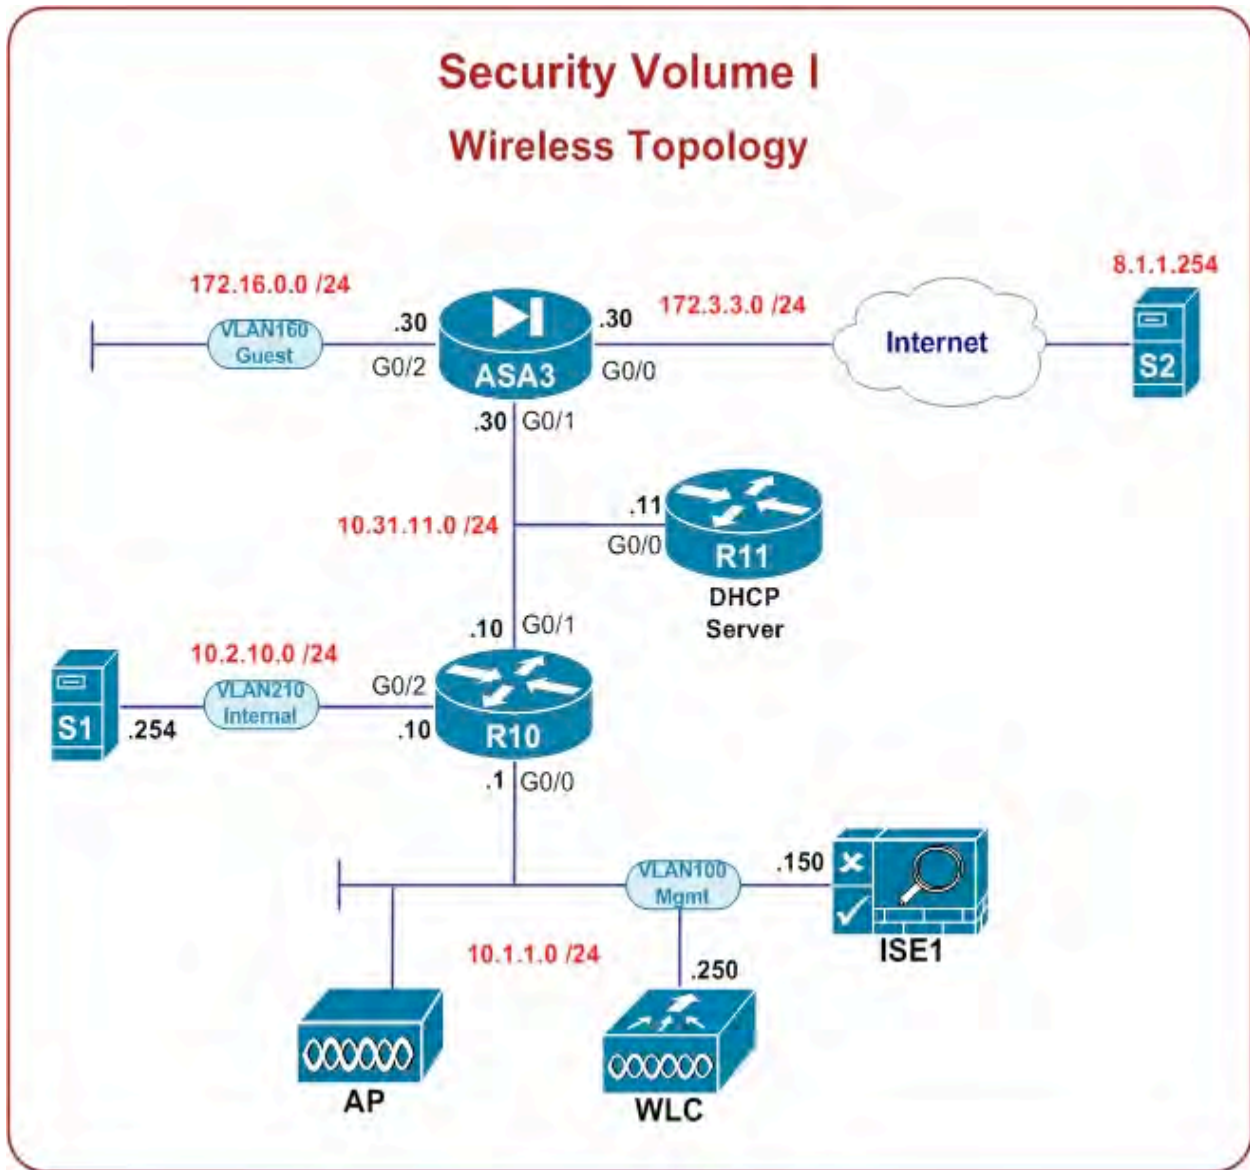 Security Volume I
Wireless Topology
8.1.1.254
172.16.0.0 /24
172.3.3.0 /24
.30
.30
VLAN160
Guest
Internet
G0/2
ASA3
G0/0
S2
.30
G0/1
.11
10.31.11.0 /24
G0/0
R11
DHCP
Server
.10
G0/1
10.2.10.0 /24
G0/2
VLAN210
Internal
S1
.254
.10
R10
.1
G0/0
VLAN100
Mgmt
.150
ISE1
10.1.1.0 /24
.250
AP
WLC